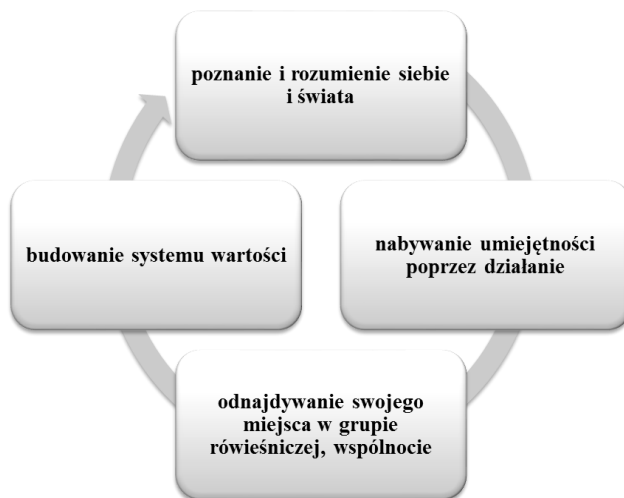 poznanie i rozumienie siebie
i świata
nabywanie umiejętności
poprzez działanie
odnajdywanie swojego
miejsca w grupie
rówieśniczej, wspólnocie
budowanie systemu wartości